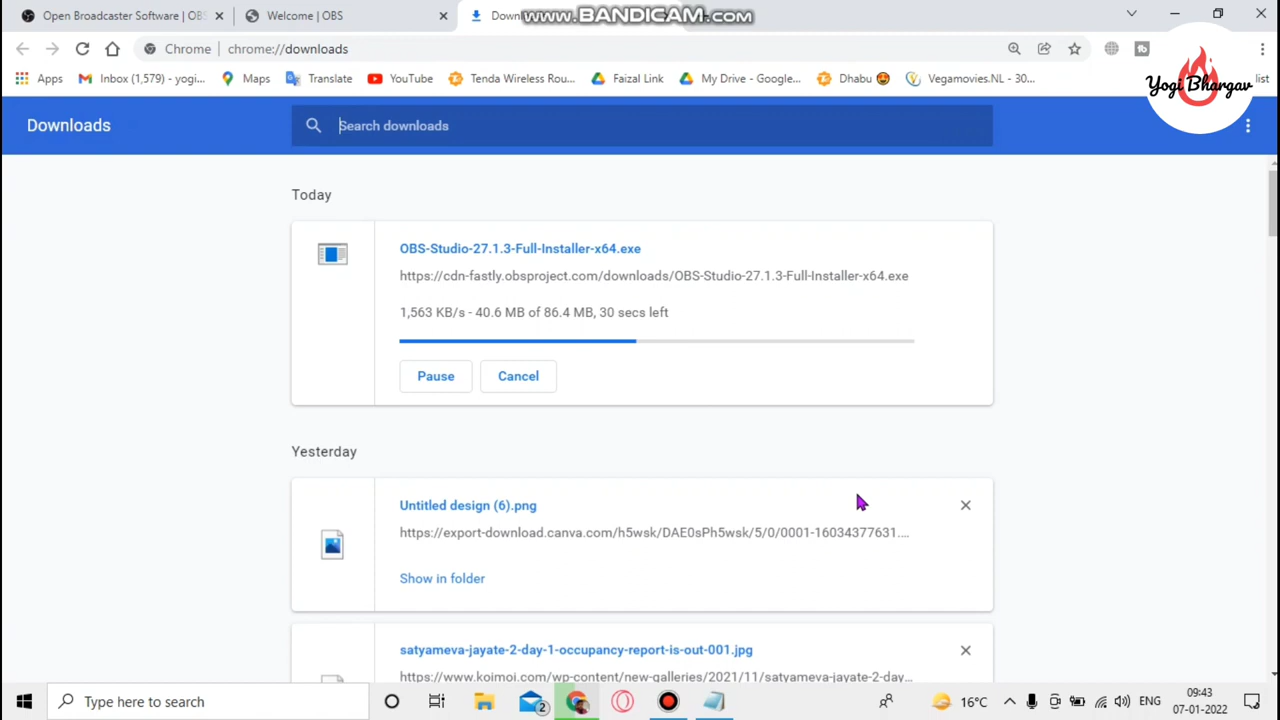 Open Broadcaster Software | OBS
Welcome | OBS
Down
WWW.BANDICAM.COM
Chrome
chrome://downloads
Apps
Inbox (1,579) - yogi...
Maps
Translate
YouTube
Tenda Wireless Rou...
Faizal Link
My Drive - Google...
Dhabu
Vegamovies.NL - 30...
list
Yogi Bhargav
Downloads
Search downloads
Today
OBS-Studio-27.1.3-Full-Installer-x64.exe
https://cdn-fastly.obsproject.com/downloads/OBS-Studio-27.1.3-Full-Installer-x64.exe
1,563 KB/s - 40.6 MB of 86.4 MB, 30 secs left
Pause
Cancel
Yesterday
Untitled design (6).png
https://export-download.canva.com/h5wsk/DAE0sPh5wsk/5/0/0001-16034377631....
Show in folder
satyameva-jayate-2-day-1-occupancy-report-is-out-001.jpg
https://www.koimoi.com/wp-content/new-galleries/2021/11/satyameva-jayate-2-day...
Type here to search
2
16°C
ENG
09:43
07-01-2022